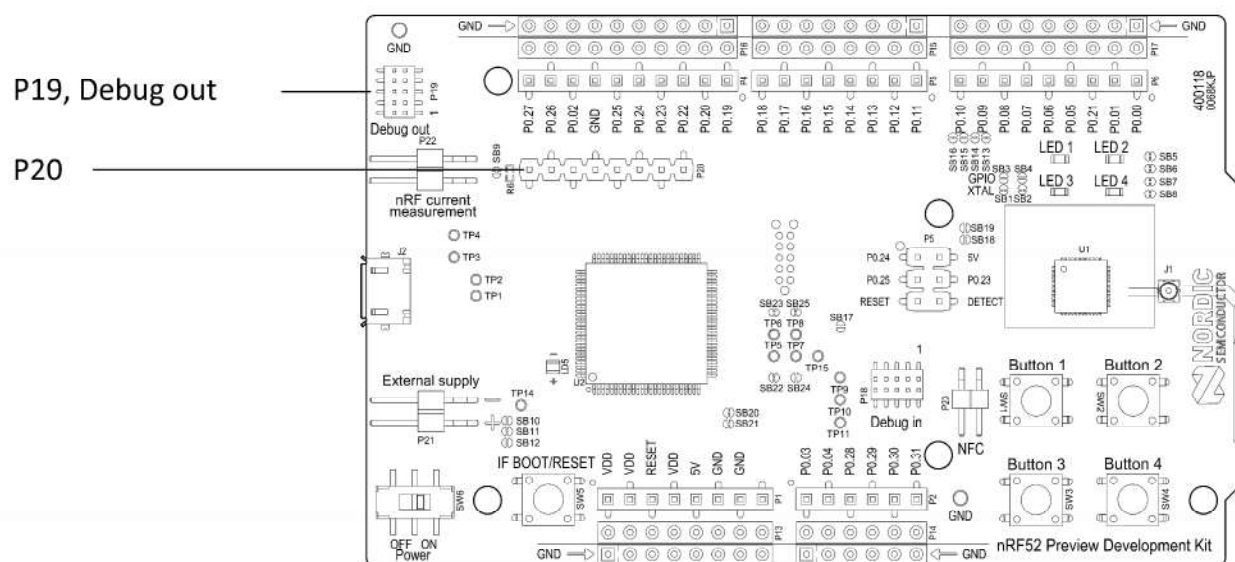 P19, Debug out
P20
GND
P19
1
Debug out
P22
nRF current
measurement
SB9
R6
P20
GND
P16
P4
P0.27
P0.26
P0.02
GND
P0.25
P0.24
P0.23
P0.22
P0.20
P0.19
P15
P3
P0.18
P0.17
P0.16
P0.15
P0.14
P0.13
P0.12
P0.11
GND
P17
P6
P0.10
P0.09
P0.08
P0.07
P0.06
P0.05
P0.21
P0.01
P0.00
400118
0068KJP
SB16
SB15
SB14
SB13
LED 1
LED 2
SB3
SB4
GPIO
XTAL
SB1
SB2
LED 3
LED 4
SB5
SB6
SB7
SB8
TP4
TP3
TP2
TP1
J2
SB19
SB18
P5
P0.24
5V
P0.25
P0.23
RESET
DETECT
U1
J1
NORDIC
SEMICONDUCTOR
SB23
SB25
TP6
TP8
TP5
TP7
SB17
TP15
SB22
SB24
LD5
U2
External supply
P21
TP14
SB10
SB11
SB12
SB20
SB21
TP9
TP10
TP11
1
P18
Debug in
P23
NFC
Button 1
SW1
Button 2
SW2
IF BOOT/RESET
SW5
SW6
OFF ON
Power
VDD
VDD
RESET
VDD
5V
GND
GND
P1
P13
GND
P0.03
P0.04
P0.28
P0.29
P0.30
P0.31
P2
P14
GND
GND
Button 3
SW3
Button 4
SW4
nRF52 Preview Development Kit